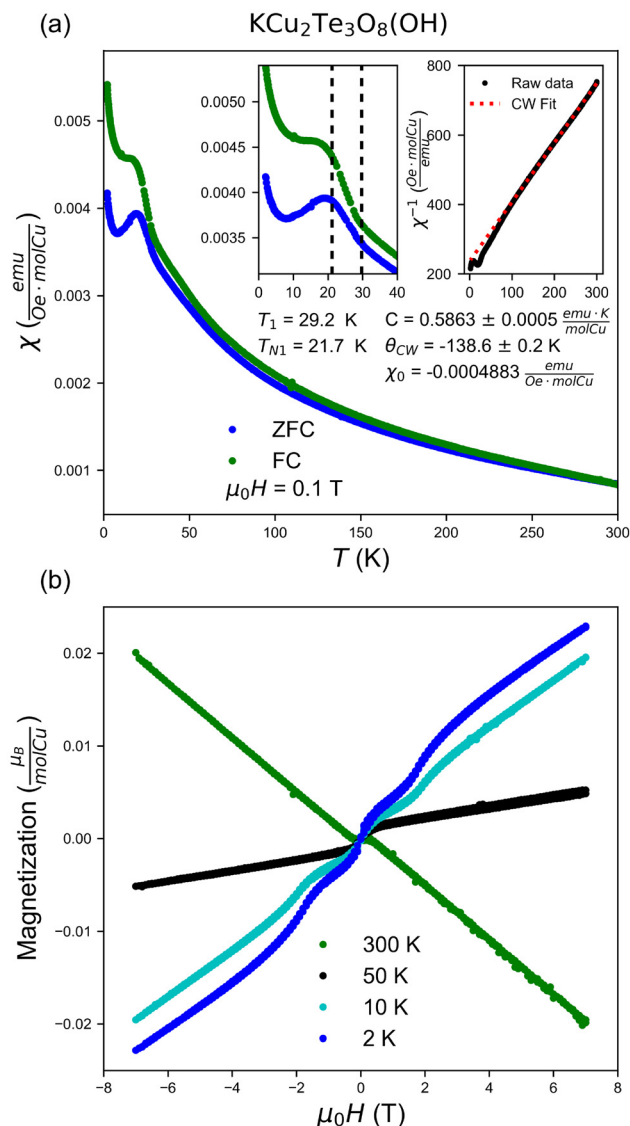 (a)
KCu₂Te₃O₈(OH)
χ (emu / Oe · molCu)
0.005
0.004
0.003
0.002
0.001
0 50 100 150 200 250 300
T (K)
0.0050
0.0045
0.0040
0.0035
0 10 20 30 40
χ⁻¹ (Oe · molCu / emu)
800
600
400
200
0 100 200 300
Raw data
CW Fit
T₁ = 29.2 K
T_N1 = 21.7 K
C = 0.5863 ± 0.0005 emu · K / molCu
θ_CW = -138.6 ± 0.2 K
χ₀ = -0.0004883 emu / Oe · molCu
ZFC
FC
μ₀H = 0.1 T
(b)
Magnetization (μ_B / molCu)
0.02
0.01
0.00
−0.01
−0.02
300 K
50 K
10 K
2 K
−8 −6 −4 −2 0 2 4 6 8
μ₀H (T)